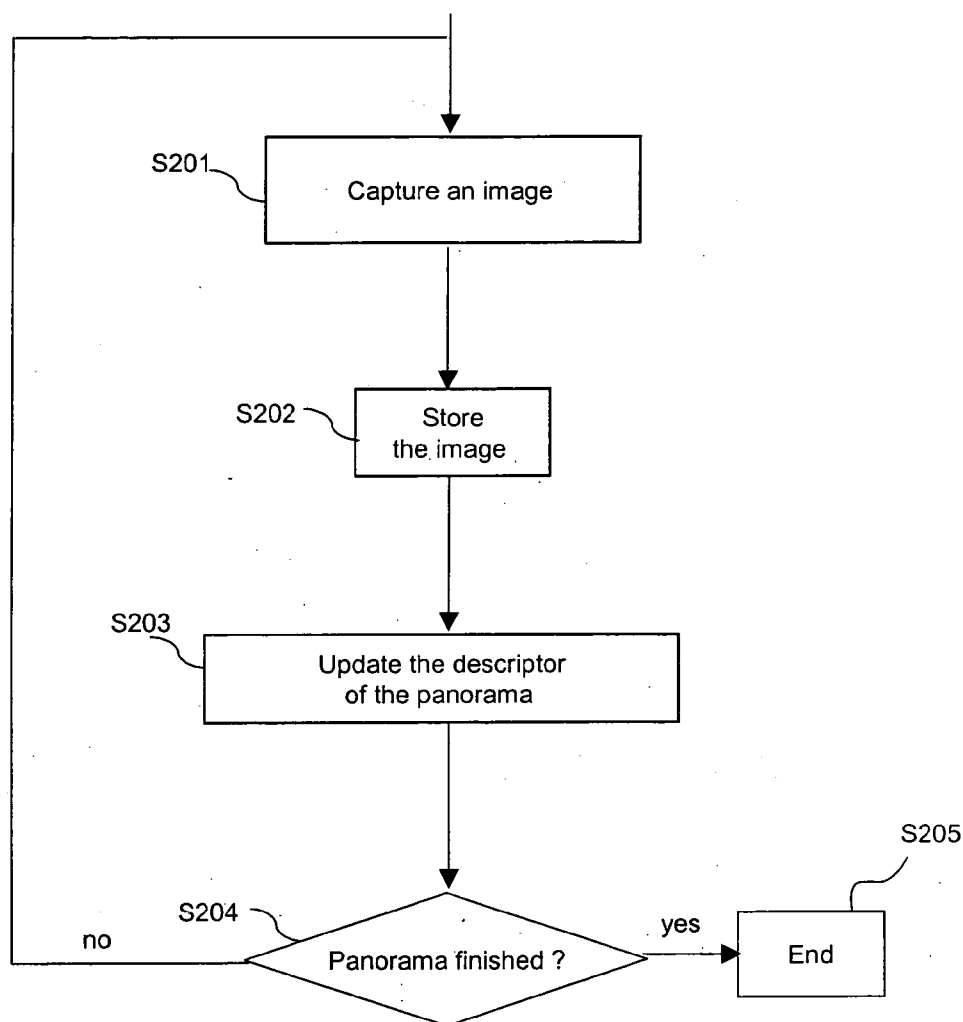 S201
Capture an image
S202
Store
the image
S203
Update the descriptor
of the panorama
S204
Panorama finished ?
no
yes
S205
End